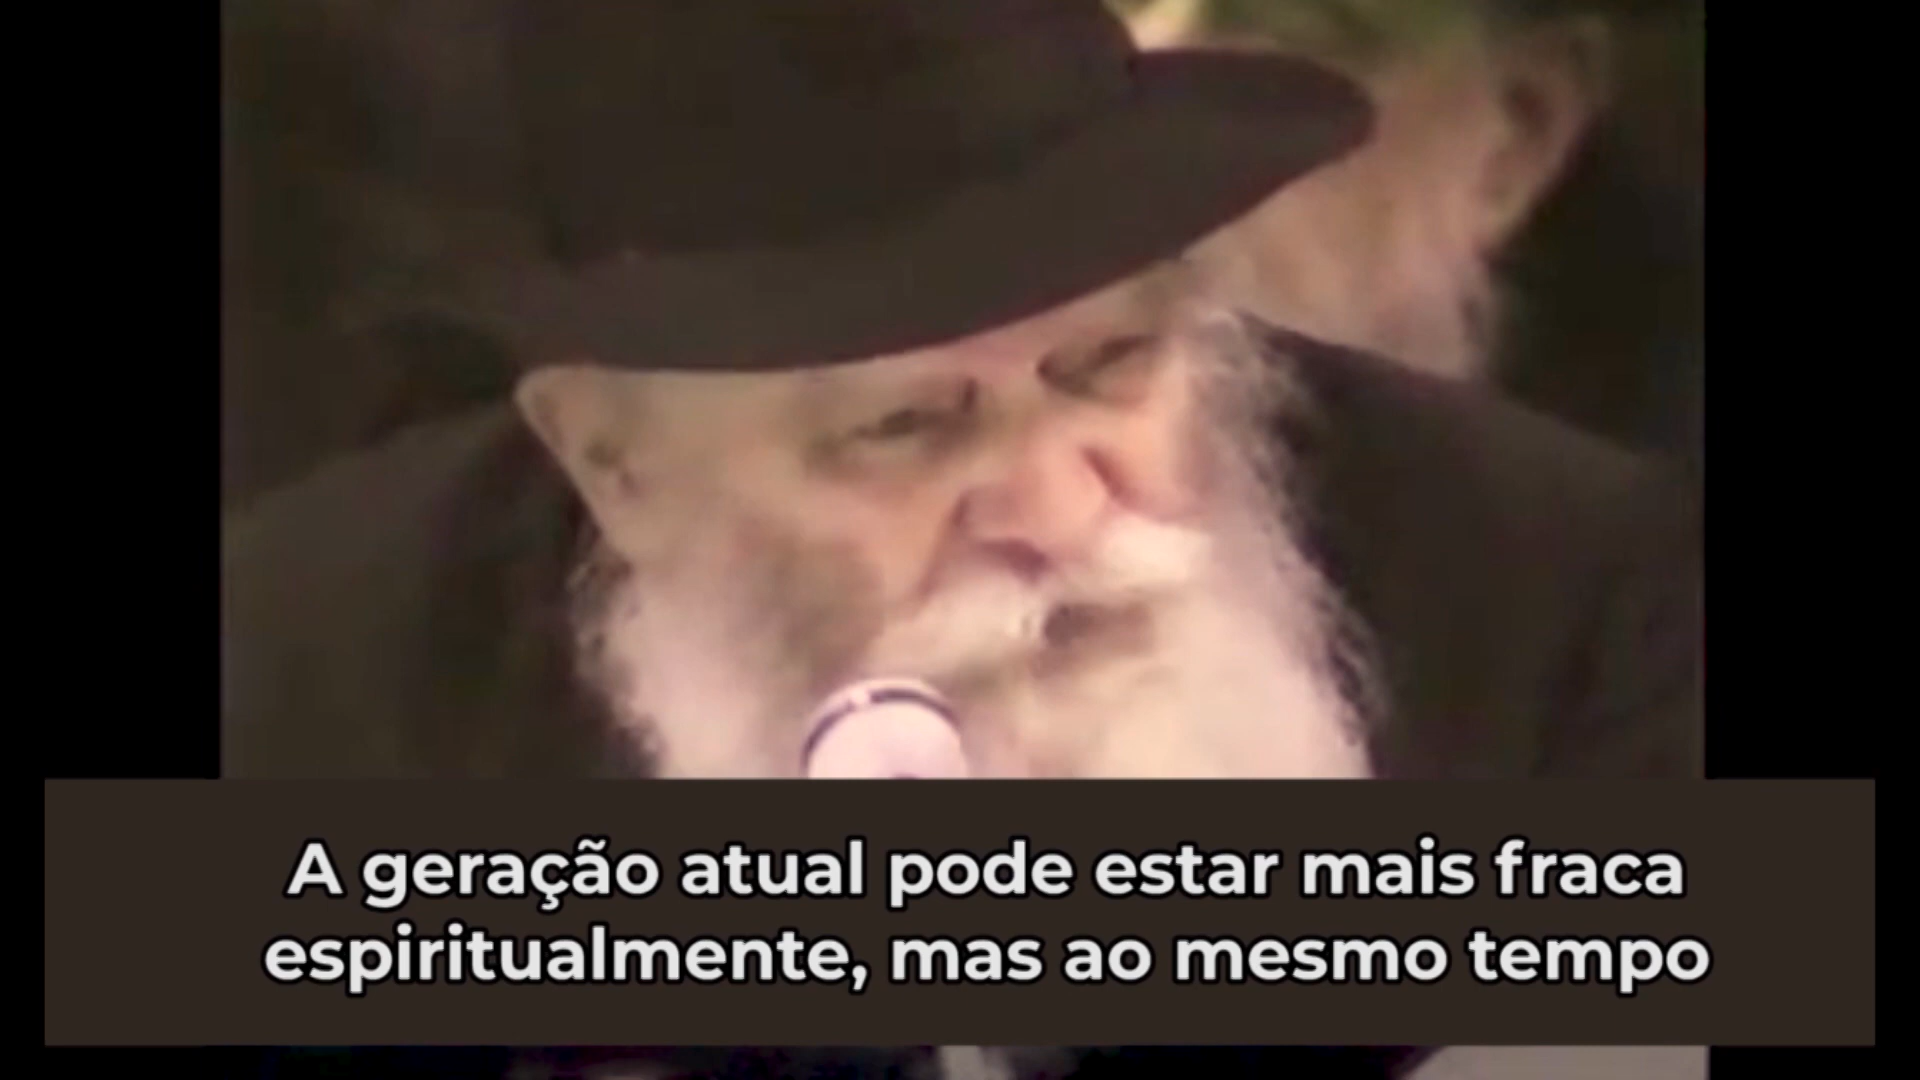 A geração atual pode estar mais fraca
espiritualmente, mas ao mesmo tempo